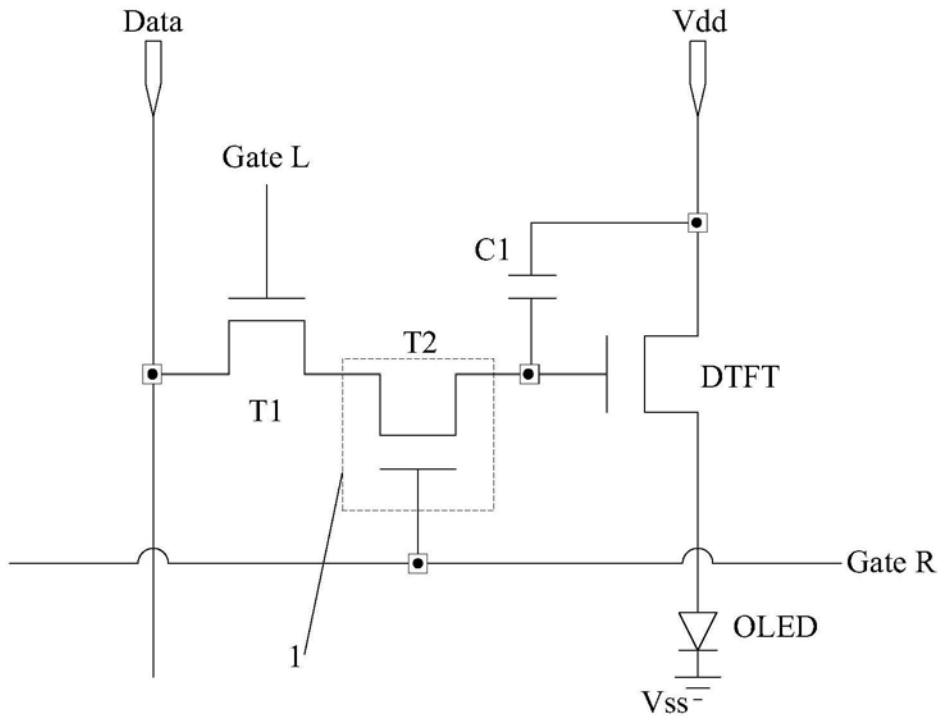 Data
Vdd
Gate L
C1
T2
DTFT
T1
Gate R
OLED
1
Vss